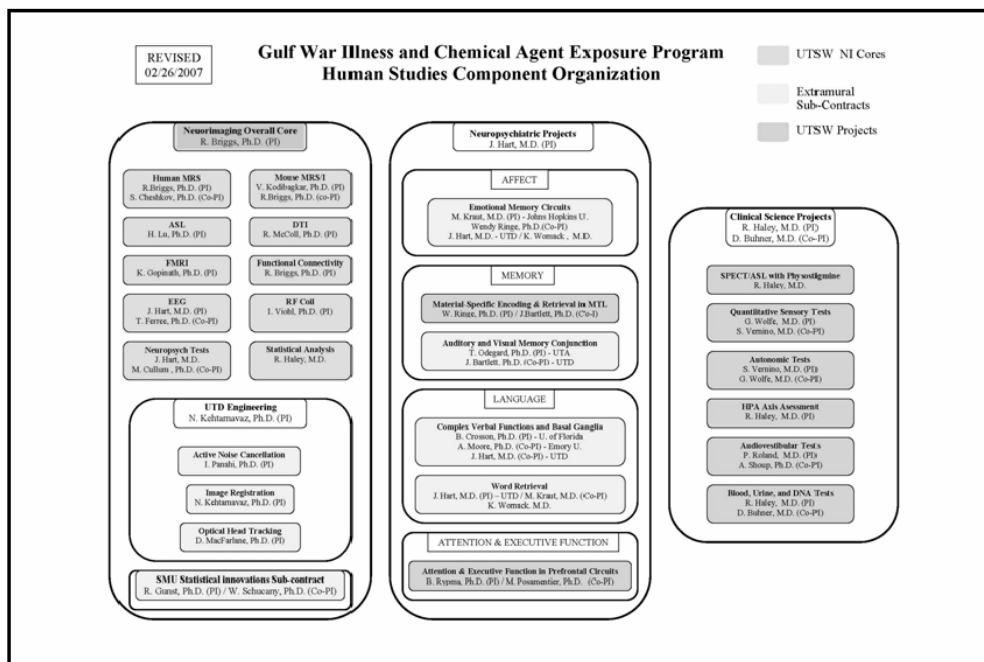 REVISED
02/26/2007
Gulf War Illness and Chemical Agent Exposure Program
Human Studies Component Organization
UTSW NI Cores
Extramural
Sub-Contracts
UTSW Projects
Neuorimaging Overall Core
R. Briggs, Ph.D. (PI)
Human MRS
R.Briggs, Ph.D. (PI)
S. Cheshkov, Ph.D. (Co-PI)
Mouse MRS/I
V. Kodibagkar, Ph.D. (PI)
R.Briggs, Ph.D. (co-PI)
ASL
H. Lu, Ph.D. (PI)
DTI
R. McColl, Ph.D. (PI)
FMRI
K. Gopinath, Ph.D. (PI)
Functional Connectivity
R. Briggs, Ph.D. (PI)
EEG
J. Hart, M.D. (PI)
T. Ferree, Ph.D. (Co-PI)
RF Coil
I. Viohl, Ph.D. (PI)
Neuropsych Tests
J. Hart, M.D.
M. Cullum , Ph.D. (Co-PI)
Statistical Analysis
R. Haley, M.D.
UTD Engineering
N. Kehtarnavaz, Ph.D. (PI)
Active Noise Cancellation
I. Panahi, Ph.D. (PI)
Image Registration
N. Kehtarnavaz, Ph.D. (PI)
Optical Head Tracking
D. MacFarlane, Ph.D. (PI)
SMU Statistical innovations Sub-contract
R. Gunst, Ph.D. (PI) / W. Schucany, Ph.D. (Co-PI)
Neuropsychiatric Projects
J. Hart, M.D. (PI)
AFFECT
Emotional Memory Circuits
M. Kraut, M.D. (PI) - Johns Hopkins U.
Wendy Ringe, Ph.D.(Co-PI)
J. Hart, M.D. - UTD / K. Womack , M.D.
MEMORY
Material-Specific Encoding & Retrieval in MTL
W. Ringe, Ph.D. (PI) / J.Bartlett, Ph.D. (Co-I)
Auditory and Visual Memory Conjunction
T. Odegard, Ph.D. (PI) - UTA
J. Bartlett, Ph.D. (Co-PI) - UTD
LANGUAGE
Complex Verbal Functions and Basal Ganglia
B. Crosson, Ph.D. (PI) - U. of Florida
A. Moore, Ph.D. (Co-PI) - Emory U.
J. Hart, M.D. (Co-PI) - UTD
Word Retrieval
J. Hart, M.D. (PI) – UTD / M. Kraut, M.D. (Co-PI)
K. Womack, M.D.
ATTENTION & EXECUTIVE FUNCTION
Attention & Executive Function in Prefrontal Circuits
B. Rypma, Ph.D. (PI) / M. Posamentier, Ph.D. (Co-PI)
Clinical Science Projects
R. Haley, M.D. (PI)
D. Buhner, M.D. (Co-PI)
SPECT/ASL with Physostigmine
R. Haley, M.D.
Quantitative Sensory Tests
G. Wolfe, M.D. (PI)
S. Vernino, M.D. (Co-PI)
Autonomic Tests
S. Vernino, M.D. (PI)
G. Wolfe, M.D. (Co-PI)
HPA Axis Asessment
R. Haley, M.D. (PI)
Audiovestibular Tests
P. Roland, M.D. (PI)
A. Shoup, Ph.D. (Co-PI)
Blood, Urine, and DNA Tests
R. Haley, M.D. (PI)
D. Buhner, M.D. (Co-PI)